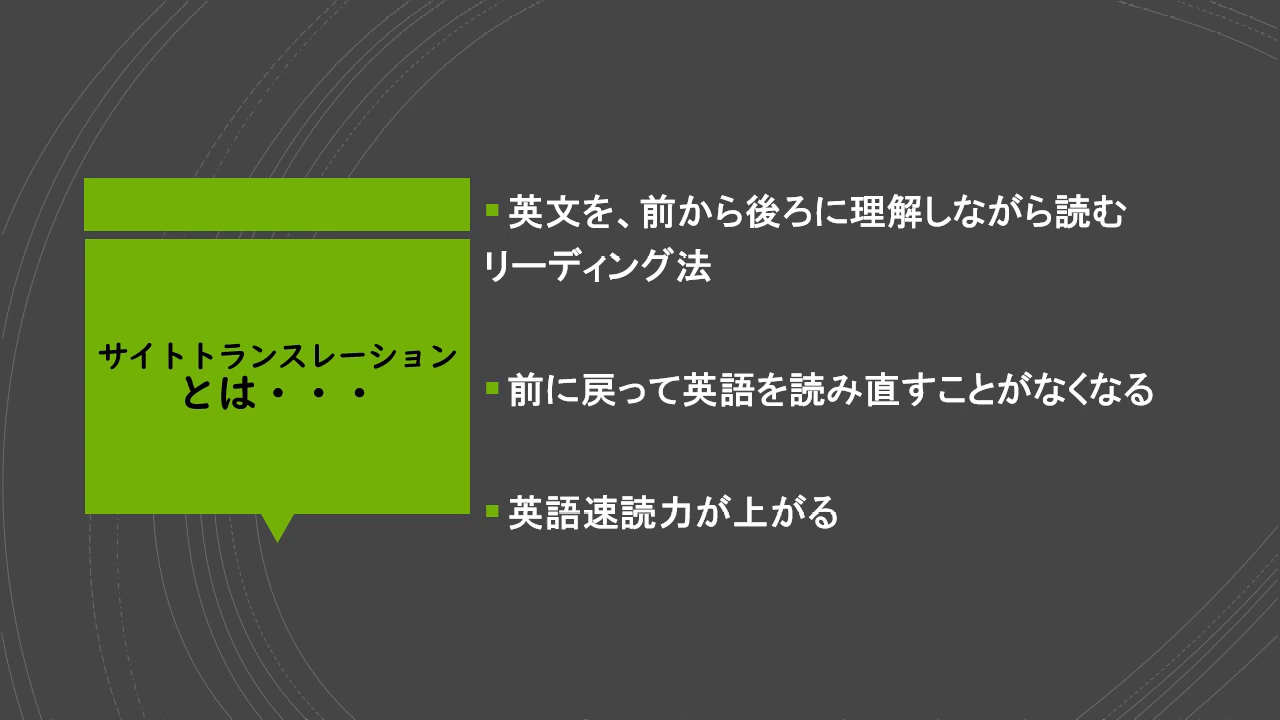 サイトトランスレーション
とは・・・
英文を、前から後ろに理解しながら読む
リーディング法
前に戻って英語を読み直すことがなくなる
英語速読力が上がる